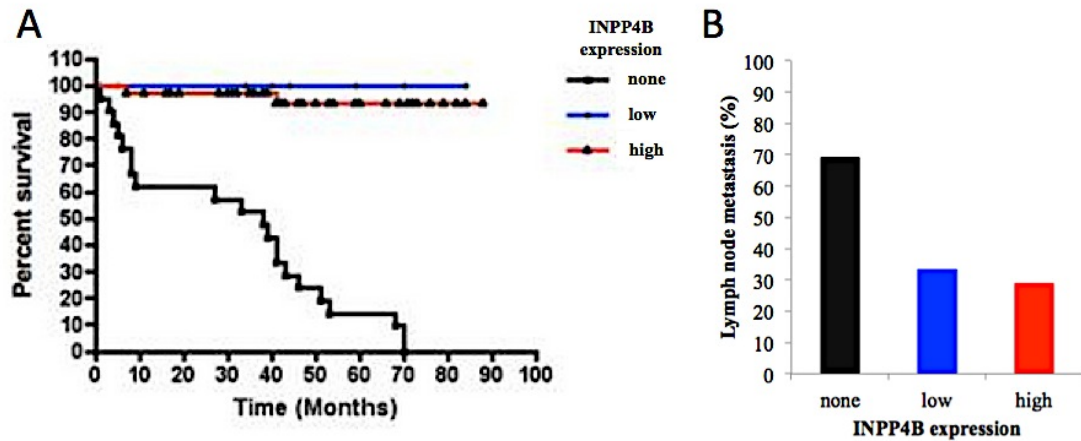 A
110
100
90
80
70
60
50
40
30
20
10
0
Percent survival
0 10 20 30 40 50 60 70 80 90 100
Time (Months)
INPP4B
expression
none
low
high
B
100
90
80
70
60
50
40
30
20
10
0
Lymph node metastasis (%)
none low high
INPP4B expression